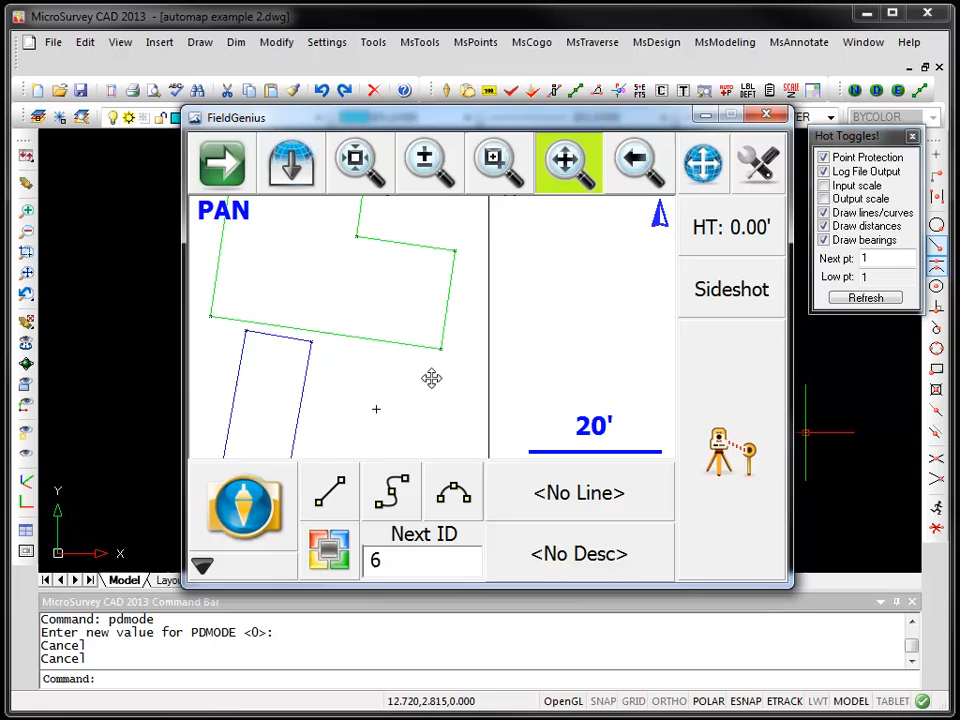 MicroSurvey CAD 2013 - [automap example 2.dwg]
File Edit View Insert Draw Dim Modify Settings Tools MsTools MsPoints MsCogo MsTraverse MsDesign MsModeling MsAnnotate Window Help
BYCOLOR
FieldGenius
Hot Toggles!
PAN
HT: 0.00'
Point Protection
Log File Output
Input scale
Output scale
Draw lines/curves
Draw distances
Draw bearings
Next pt: 1
Low pt: 1
Refresh
Sideshot
20'
<No Line>
Next ID
6
<No Desc>
Y
X
Model Layou
MicroSurvey CAD 2013 Command Bar
Command: pdmode
Enter new value for PDMODE <0>:
Cancel
Cancel
Command:
12.720,2.815,0.000 OpenGL SNAP GRID ORTHO POLAR ESNAP ETRACK LWT MODEL TABLET